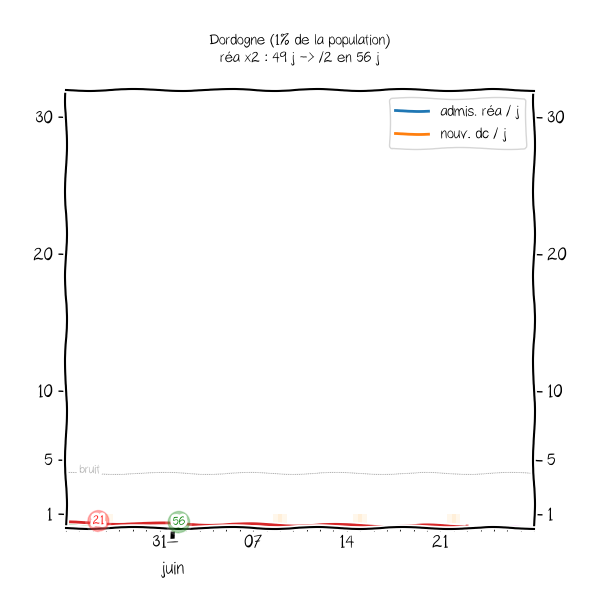 Dordogne (1% de la population)
réa x2 : 49 j -> /2 en 56 j
admis. réa / j
nouv. dc / j
30
30
20
20
10
10
bruit
5
5
1
21
56
1
31
07
14
21
juin